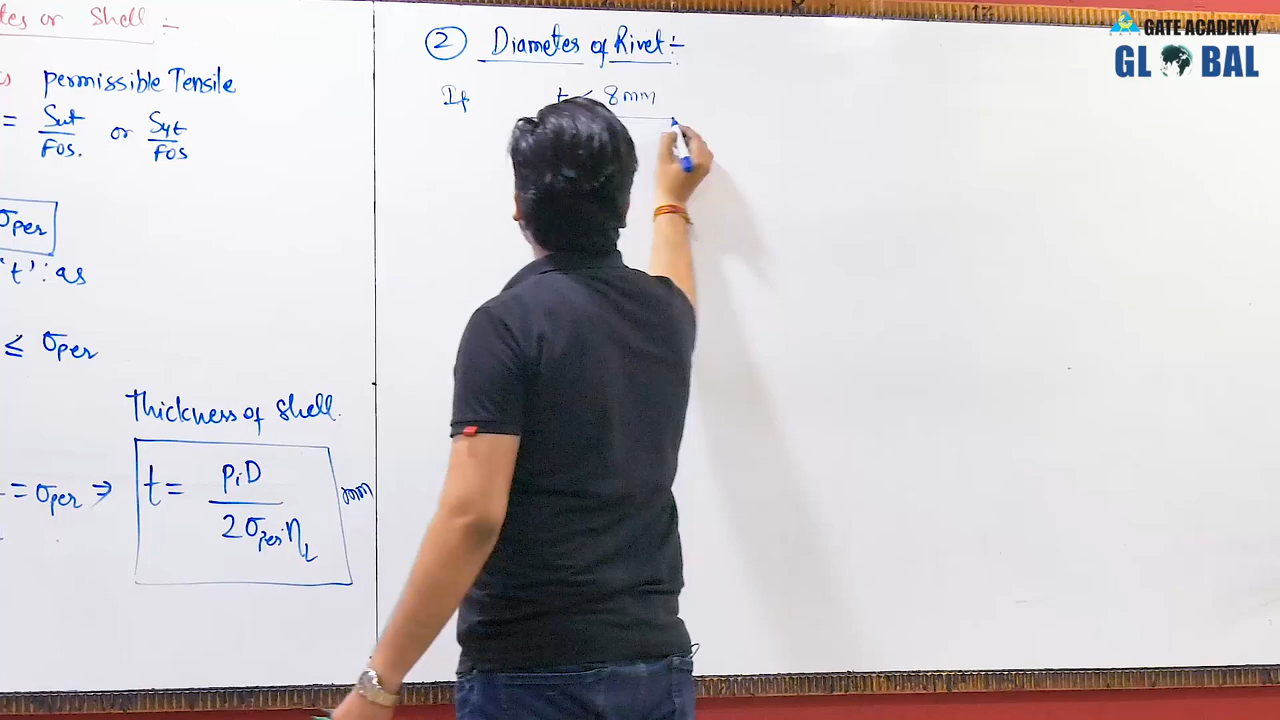 tes or Shell :-
permissible Tensile
= Sut/FOS. or Syt/FOS
σper
't' : as
≤ σper
Thickness of Shell.
= σper ⇒ t = PiD / 2σper ηL mm
② Diameter of Rivet :-
If t < 8mm
GATE ACADEMY
GLOBAL